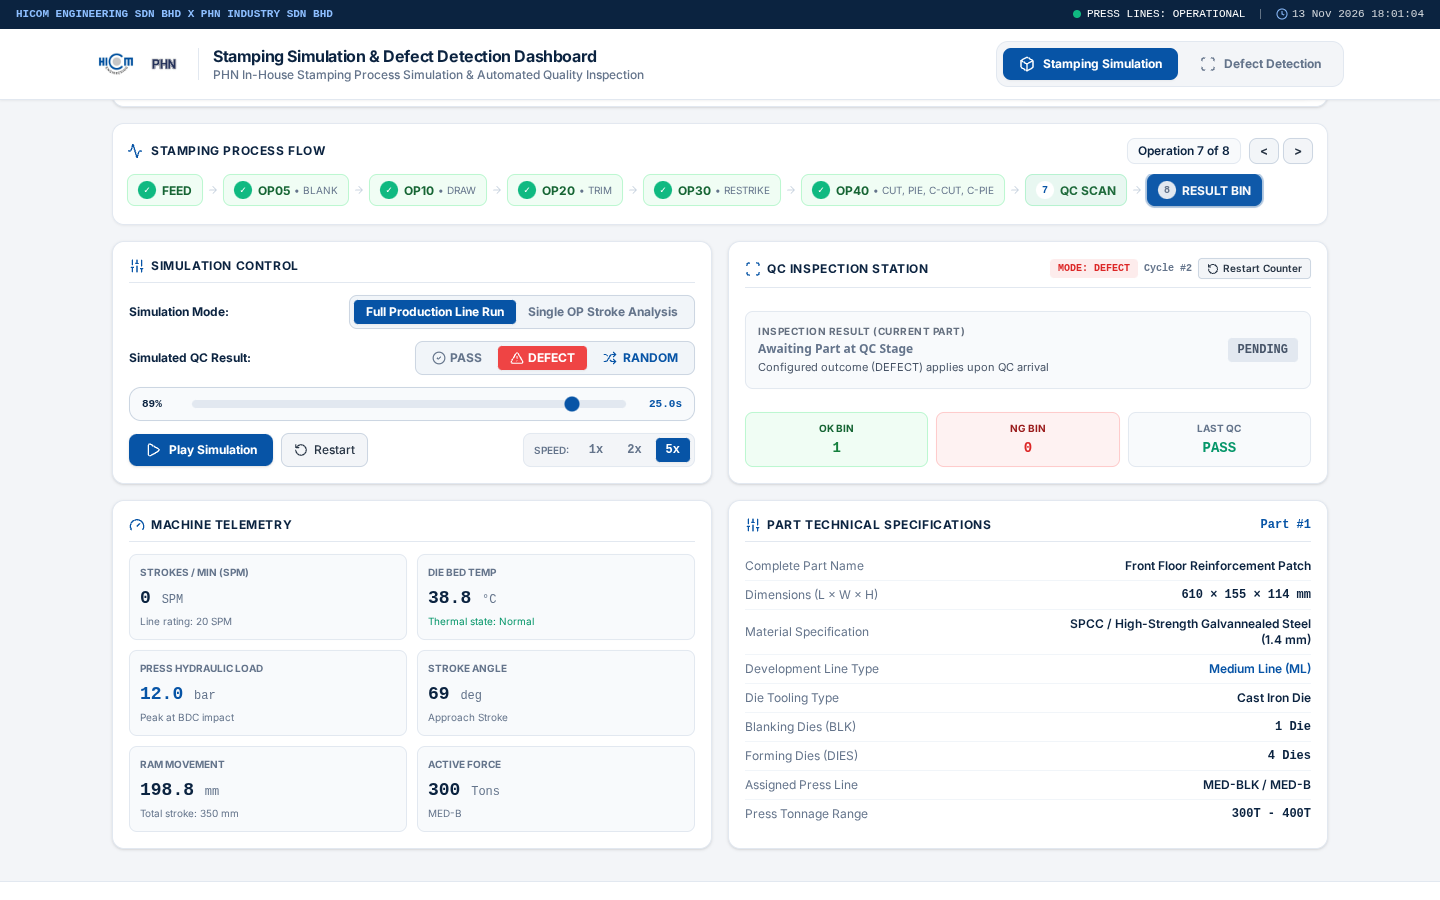 HICOM ENGINEERING SDN BHD X PHN INDUSTRY SDN BHD
PRESS LINES: OPERATIONAL | 13 Nov 2026 18:01:04
HICOM
PHN
Stamping Simulation & Defect Detection Dashboard
PHN In-House Stamping Process Simulation & Automated Quality Inspection
Stamping Simulation
Defect Detection
STAMPING PROCESS FLOW
Operation 7 of 8
<
>
✓ FEED → ✓ OP05 • BLANK → ✓ OP10 • DRAW → ✓ OP20 • TRIM → ✓ OP30 • RESTRIKE → ✓ OP40 • CUT, PIE, C-CUT, C-PIE → 7 QC SCAN → 8 RESULT BIN
SIMULATION CONTROL
Simulation Mode:
Full Production Line Run
Single OP Stroke Analysis
Simulated QC Result:
PASS
DEFECT
RANDOM
89%
25.0s
Play Simulation
Restart
SPEED: 1x 2x 5x
QC INSPECTION STATION
MODE: DEFECT
Cycle #2
Restart Counter
INSPECTION RESULT (CURRENT PART)
Awaiting Part at QC Stage
Configured outcome (DEFECT) applies upon QC arrival
PENDING
OK BIN
1
NG BIN
0
LAST QC
PASS
MACHINE TELEMETRY
STROKES / MIN (SPM)
0 SPM
Line rating: 20 SPM
DIE BED TEMP
38.8 °C
Thermal state: Normal
PRESS HYDRAULIC LOAD
12.0 bar
Peak at BDC impact
STROKE ANGLE
69 deg
Approach Stroke
RAM MOVEMENT
198.8 mm
Total stroke: 350 mm
ACTIVE FORCE
300 Tons
MED-B
PART TECHNICAL SPECIFICATIONS
Part #1
Complete Part Name
Front Floor Reinforcement Patch
Dimensions (L × W × H)
610 × 155 × 114 mm
Material Specification
SPCC / High-Strength Galvannealed Steel
(1.4 mm)
Development Line Type
Medium Line (ML)
Die Tooling Type
Cast Iron Die
Blanking Dies (BLK)
1 Die
Forming Dies (DIES)
4 Dies
Assigned Press Line
MED-BLK / MED-B
Press Tonnage Range
300T - 400T